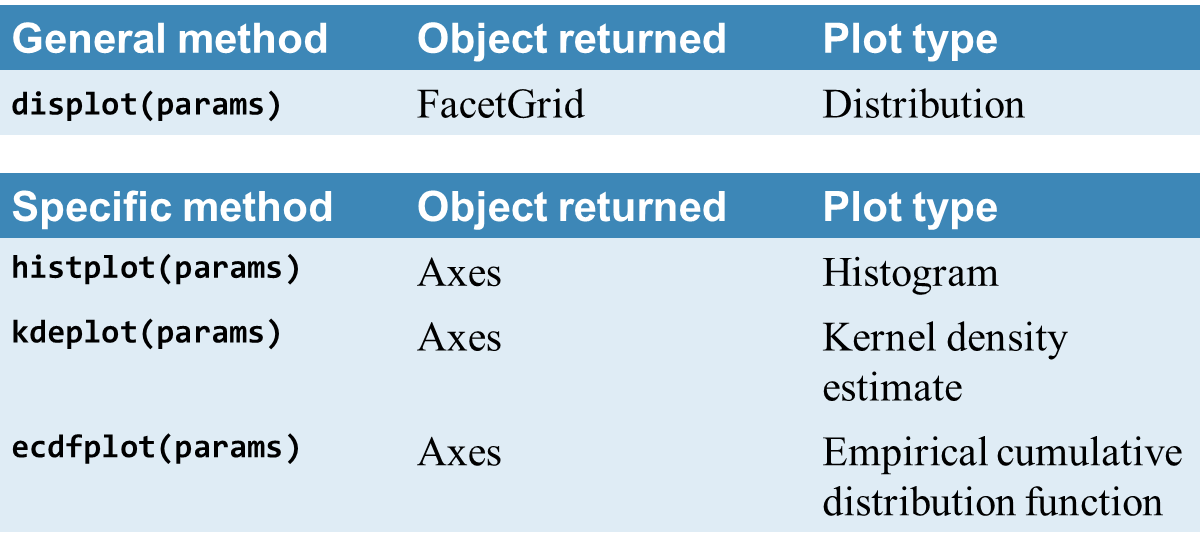 General method Object returned Plot type
displot(params) FacetGrid Distribution
Specific method Object returned Plot type
histplot(params) Axes Histogram
kdeplot(params) Axes Kernel density
estimate
ecdfplot(params) Axes Empirical cumulative
distribution function